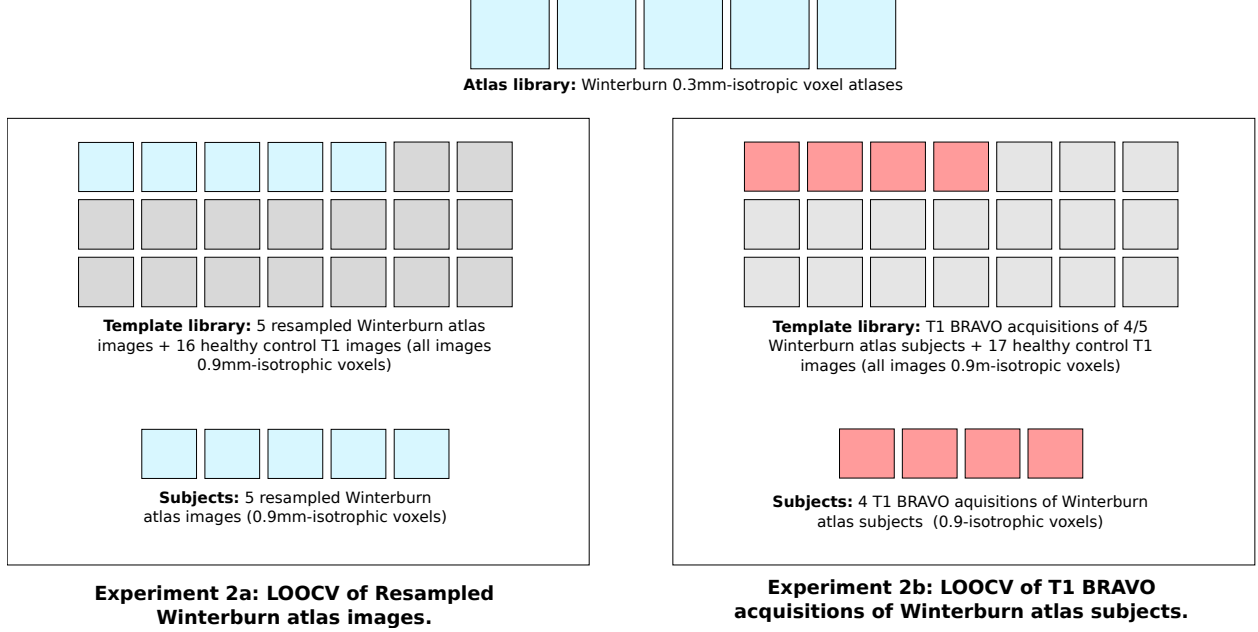 Atlas library: Winterburn 0.3mm-isotropic voxel atlases
Template library: 5 resampled Winterburn atlas
images + 16 healthy control T1 images (all images
0.9mm-isotrophic voxels)
Subjects: 5 resampled Winterburn
atlas images (0.9mm-isotrophic voxels)
Experiment 2a: LOOCV of Resampled
Winterburn atlas images.
Template library: T1 BRAVO acquisitions of 4/5
Winterburn atlas subjects + 17 healthy control T1
images (all images 0.9m-isotropic voxels)
Subjects: 4 T1 BRAVO aquisitions of Winterburn
atlas subjects  (0.9-isotrophic voxels)
Experiment 2b: LOOCV of T1 BRAVO
acquisitions of Winterburn atlas subjects.